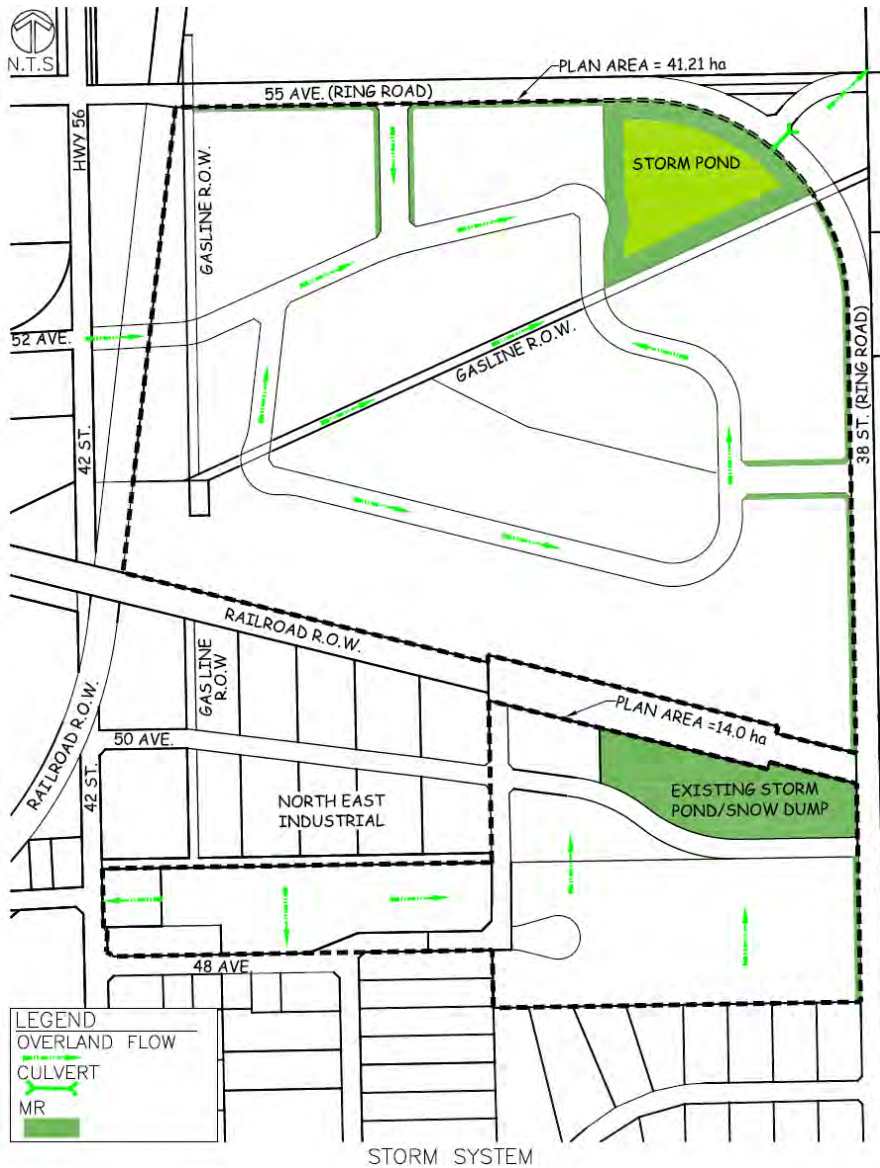 N.T.S
PLAN AREA = 41.21 ha
55 AVE. (RING ROAD)
HWY 56
GASLINE R.O.W.
STORM POND
52 AVE.
GASLINE R.O.W.
38 ST. (RING ROAD)
42 ST.
RAILROAD R.O.W.
GASLINE
R.O.W
PLAN AREA =14.0 ha
RAILROAD R.O.W.
50 AVE.
42 ST.
NORTH EAST
INDUSTRIAL
EXISTING STORM
POND/SNOW DUMP
48 AVE.
LEGEND
OVERLAND FLOW
CULVERT
MR
STORM SYSTEM